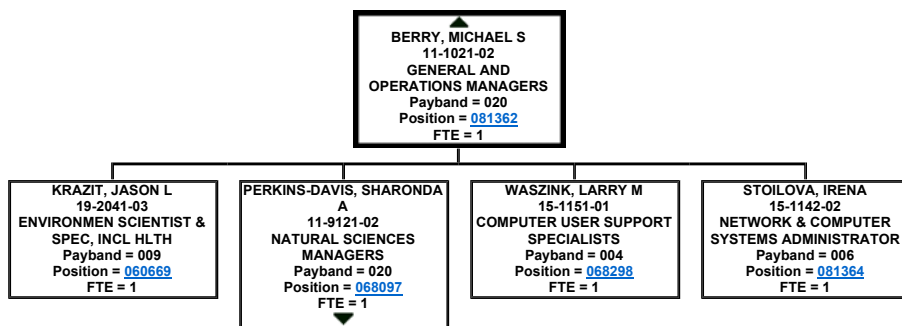 BERRY, MICHAEL S
11-1021-02
GENERAL AND
OPERATIONS MANAGERS
Payband = 020
Position = 081362
FTE = 1
KRAZIT, JASON L
19-2041-03
ENVIRONMEN SCIENTIST &
SPEC, INCL HLTH
Payband = 009
Position = 060669
FTE = 1
PERKINS-DAVIS, SHARONDA
A
11-9121-02
NATURAL SCIENCES
MANAGERS
Payband = 020
Position = 068097
FTE = 1
WASZINK, LARRY M
15-1151-01
COMPUTER USER SUPPORT
SPECIALISTS
Payband = 004
Position = 068298
FTE = 1
STOILOVA, IRENA
15-1142-02
NETWORK & COMPUTER
SYSTEMS ADMINISTRATOR
Payband = 006
Position = 081364
FTE = 1